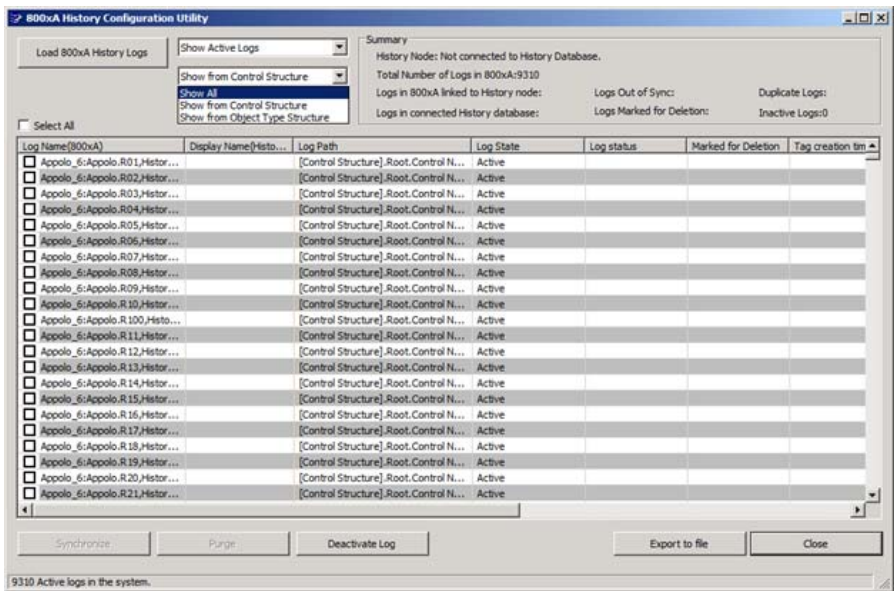 800xA History Configuration Utility
Load 800xA History Logs
Show Active Logs
Show from Control Structure
Show All
Show from Control Structure
Show from Object Type Structure
Select All
Summary
History Node: Not connected to History Database.
Total Number of Logs in 800xA:9310
Logs in 800xA linked to History node: Logs Out of Sync: Duplicate Logs:
Logs in connected History database: Logs Marked for Deletion: Inactive Logs:0
Log Name(800xA) Display Name(Histo... Log Path Log State Log status Marked for Deletion Tag creation tim
Appolo_6:Appolo.R01,Histor... [Control Structure].Root.Control N... Active
Appolo_6:Appolo.R02,Histor... [Control Structure].Root.Control N... Active
Appolo_6:Appolo.R03,Histor... [Control Structure].Root.Control N... Active
Appolo_6:Appolo.R04,Histor... [Control Structure].Root.Control N... Active
Appolo_6:Appolo.R05,Histor... [Control Structure].Root.Control N... Active
Appolo_6:Appolo.R06,Histor... [Control Structure].Root.Control N... Active
Appolo_6:Appolo.R07,Histor... [Control Structure].Root.Control N... Active
Appolo_6:Appolo.R08,Histor... [Control Structure].Root.Control N... Active
Appolo_6:Appolo.R09,Histor... [Control Structure].Root.Control N... Active
Appolo_6:Appolo.R10,Histor... [Control Structure].Root.Control N... Active
Appolo_6:Appolo.R100,Histo... [Control Structure].Root.Control N... Active
Appolo_6:Appolo.R11,Histor... [Control Structure].Root.Control N... Active
Appolo_6:Appolo.R12,Histor... [Control Structure].Root.Control N... Active
Appolo_6:Appolo.R13,Histor... [Control Structure].Root.Control N... Active
Appolo_6:Appolo.R14,Histor... [Control Structure].Root.Control N... Active
Appolo_6:Appolo.R15,Histor... [Control Structure].Root.Control N... Active
Appolo_6:Appolo.R16,Histor... [Control Structure].Root.Control N... Active
Appolo_6:Appolo.R17,Histor... [Control Structure].Root.Control N... Active
Appolo_6:Appolo.R18,Histor... [Control Structure].Root.Control N... Active
Appolo_6:Appolo.R19,Histor... [Control Structure].Root.Control N... Active
Appolo_6:Appolo.R20,Histor... [Control Structure].Root.Control N... Active
Appolo_6:Appolo.R21,Histor... [Control Structure].Root.Control N... Active
Synchronize Purge Deactivate Log Export to file Close
9310 Active logs in the system.